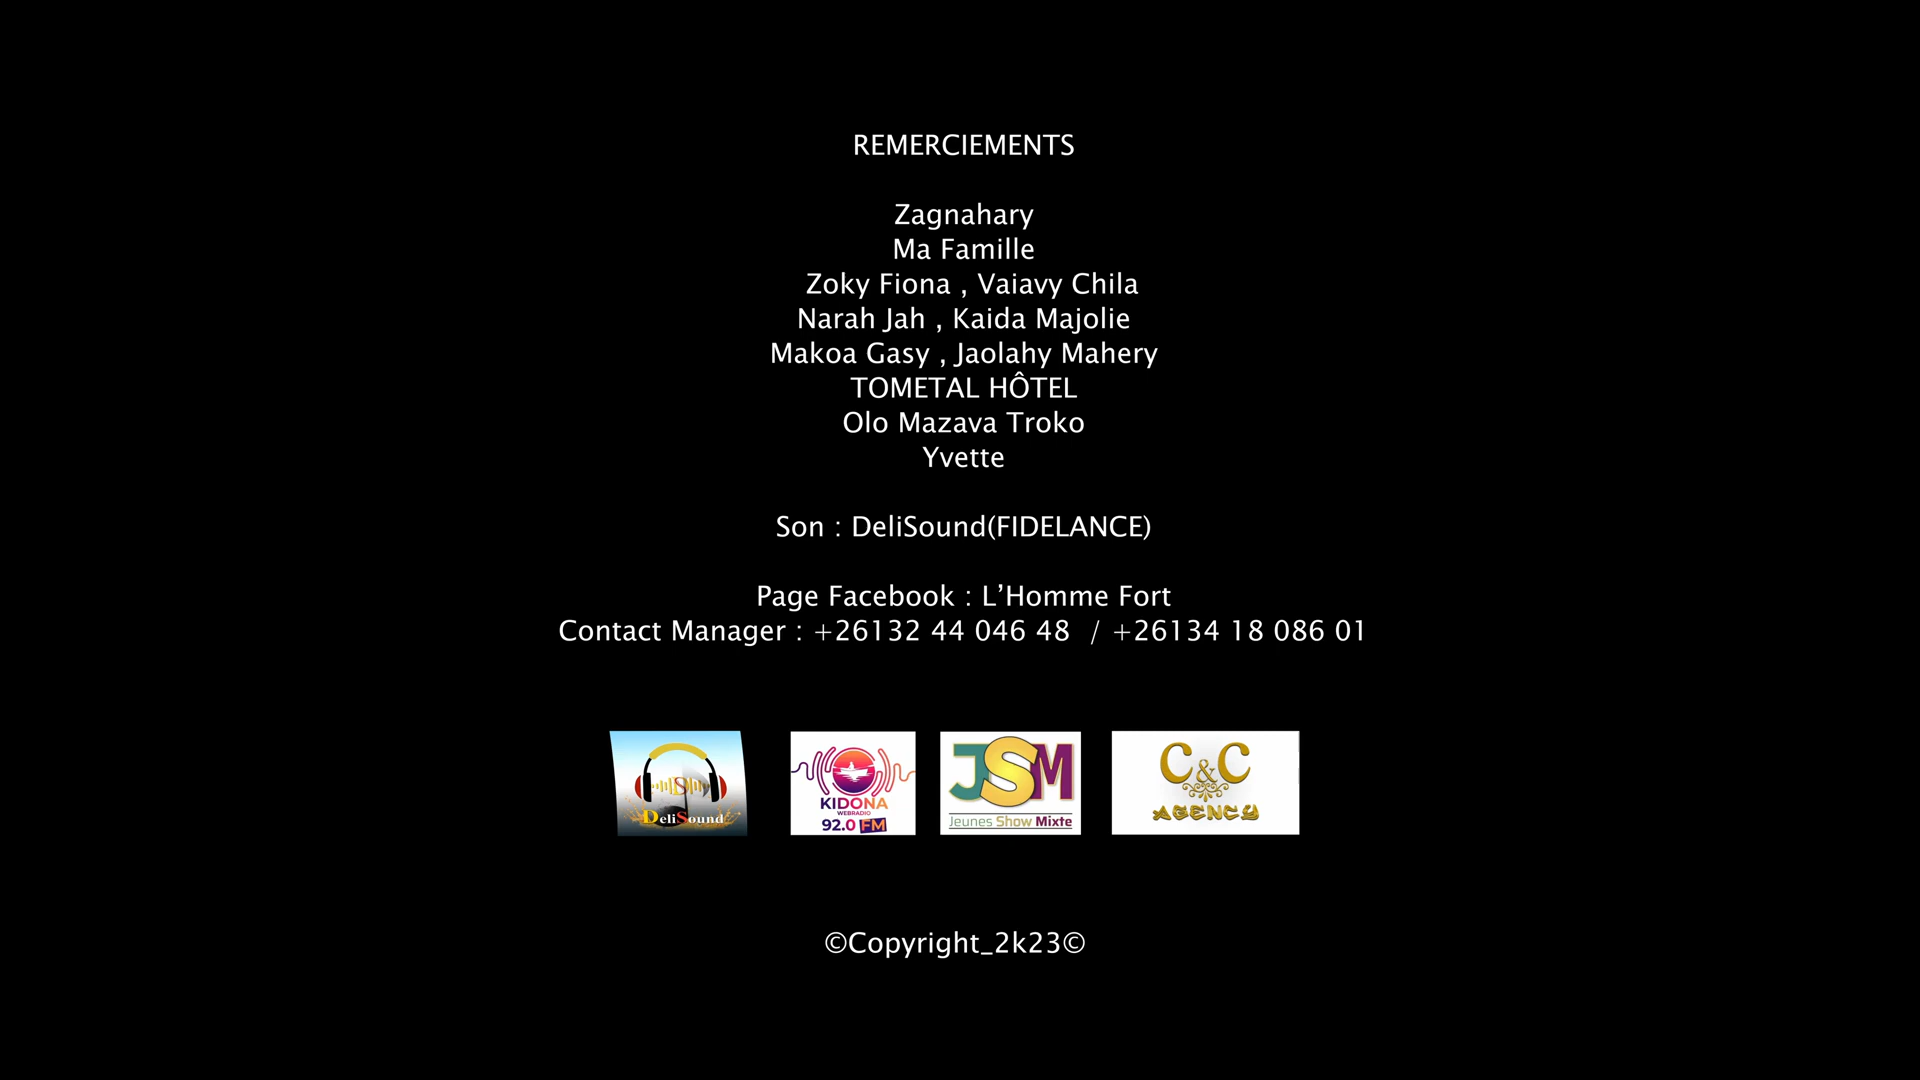 REMERCIEMENTS
Zagnahary
Ma Famille
Zoky Fiona , Vaiavy Chila
Narah Jah , Kaida Majolie
Makoa Gasy , Jaolahy Mahery
TOMETAL HÔTEL
Olo Mazava Troko
Yvette
Son : DeliSound(FIDELANCE)
Page Facebook : L’Homme Fort
Contact Manager : +26132 44 046 48 / +26134 18 086 01
S
DeliSound
KIDONA
WEBRADIO
92.0 FM
JSM
Jeunes Show Mixte
C&C
AGENCY
©Copyright_2k23©